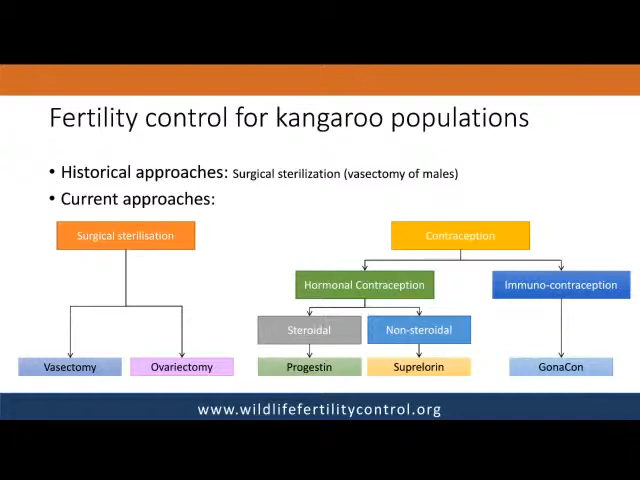 Fertility control for kangaroo populations
• Historical approaches: Surgical sterilization (vasectomy of males)
• Current approaches:
Surgical sterilisation
Contraception
Hormonal Contraception
Immuno-contraception
Steroidal
Non-steroidal
Vasectomy
Ovariectomy
Progestin
Suprelorin
GonaCon
www.wildlifefertilitycontrol.org